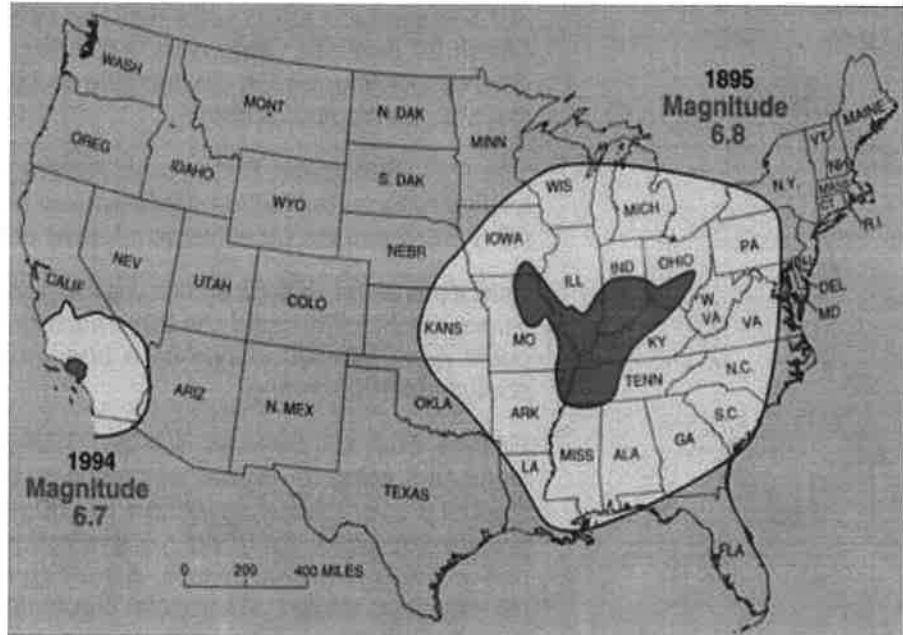 WASH
MONT
N. DAK
MINN
1895
Magnitude
6.8
MAINE
VT.
NH
OREG
IDAHO
S. DAK
WIS
MICH
N.Y.
MASS
CT
R.I.
WYO
NEBR
IOWA
ILL
IND
OHIO
PA
NEV
UTAH
COLO
KANS
MO
KY
W.
VA
VA
DEL
MD
CALIF
ARIZ
N. MEX
OKLA
ARK
TENN
N.C.
S.C.
1994
Magnitude
6.7
TEXAS
LA
MISS
ALA
GA
FLA
0 200 400 MILES